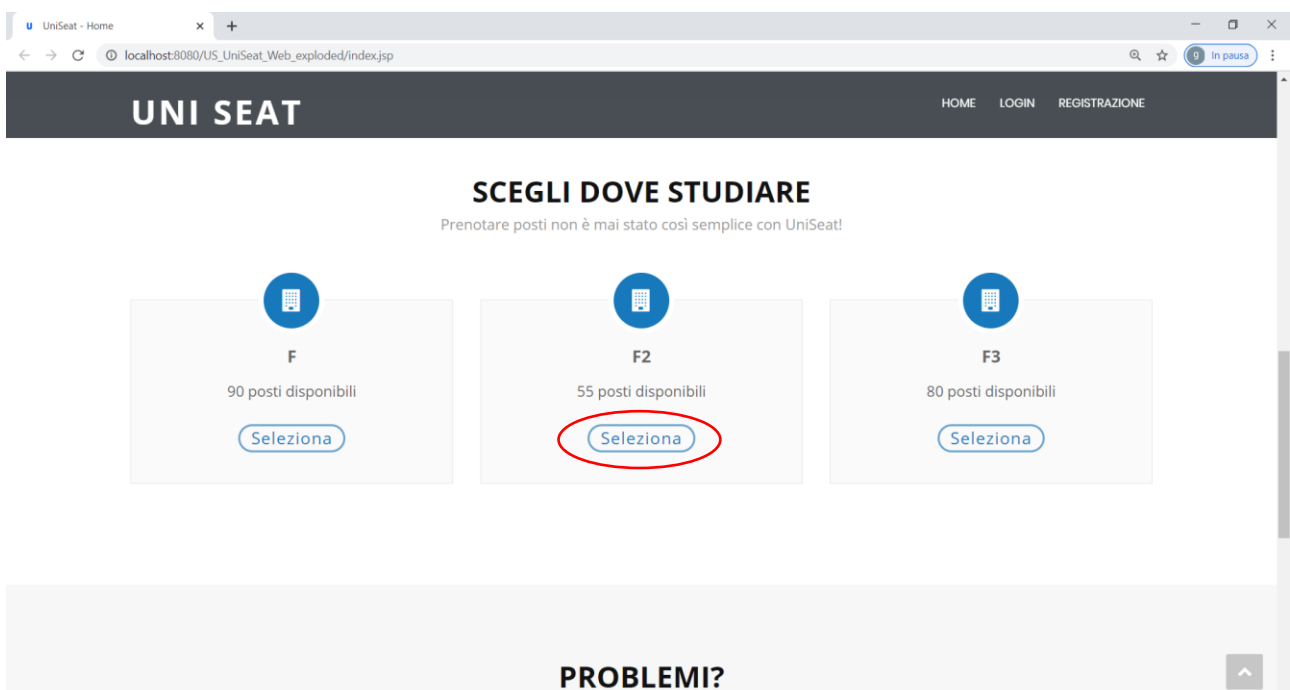 U UniSeat - Home
localhost:8080/US_UniSeat_Web_exploded/index.jsp
g In pausa
UNI SEAT
HOME LOGIN REGISTRAZIONE
SCEGLI DOVE STUDIARE
Prenotare posti non è mai stato così semplice con UniSeat!
F F2 F3
90 posti disponibili 55 posti disponibili 80 posti disponibili
Seleziona Seleziona Seleziona
PROBLEMI?